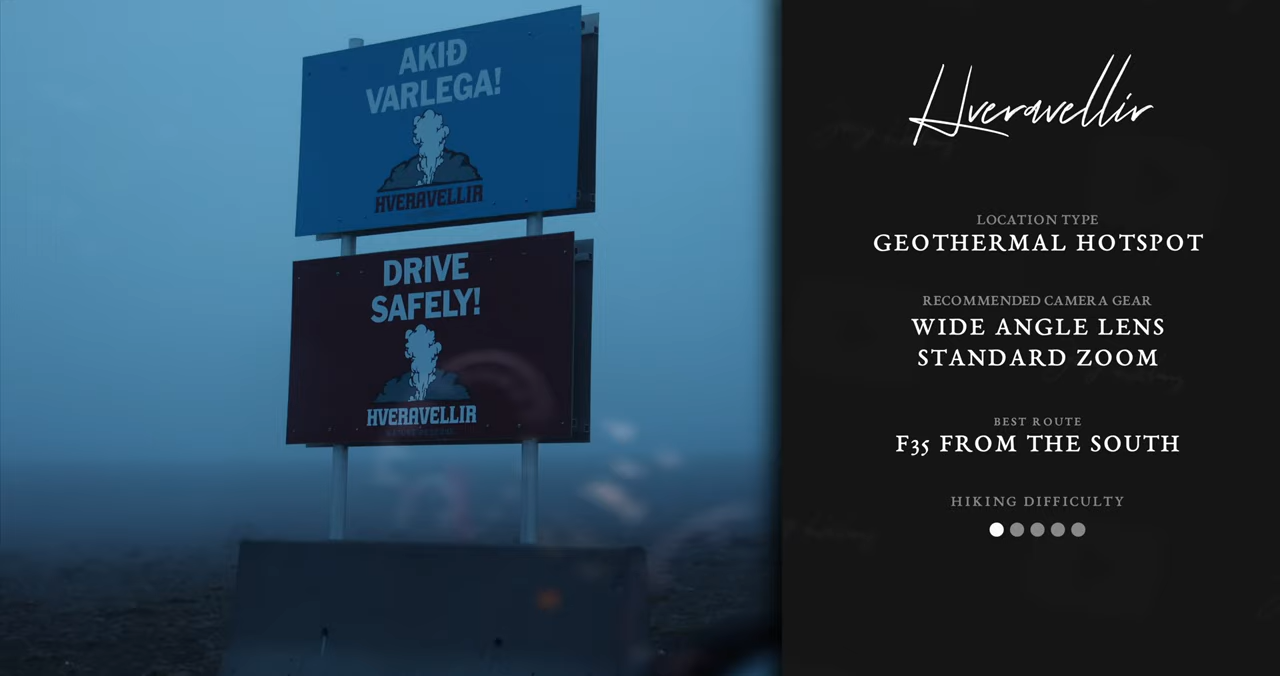 AKIÐ
VARLEGA!
HVERAVELLIR
DRIVE
SAFELY!
HVERAVELLIR
Hveravellir
LOCATION TYPE
GEOTHERMAL HOTSPOT
RECOMMENDED CAMERA GEAR
WIDE ANGLE LENS
STANDARD ZOOM
BEST ROUTE
F35 FROM THE SOUTH
HIKING DIFFICULTY